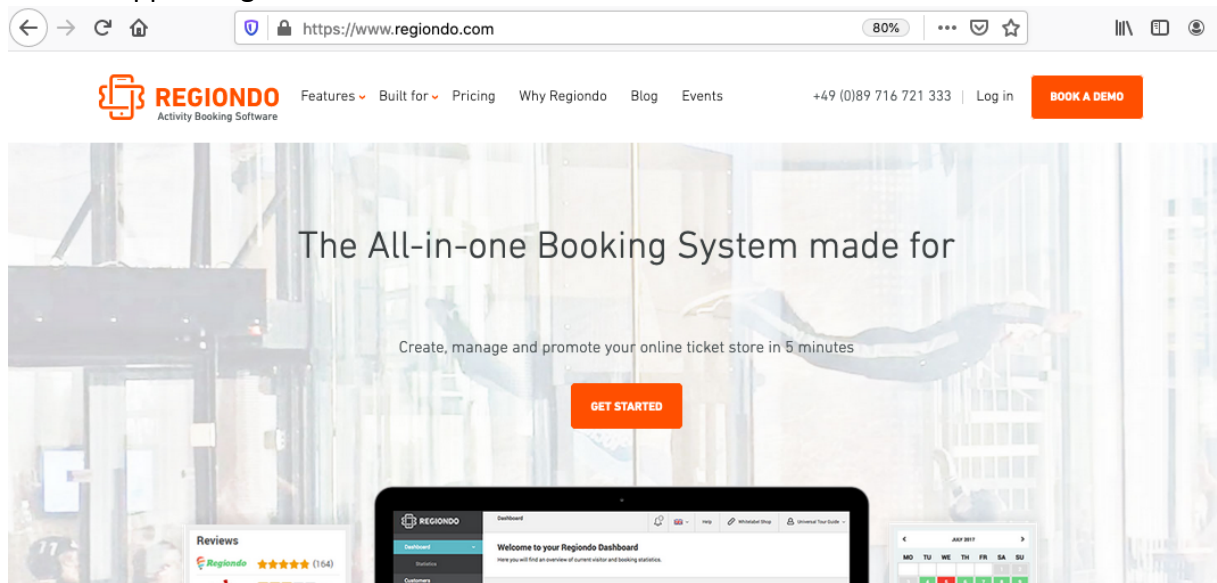 https://www.regiondo.com 80%
REGIONDO
Activity Booking Software
Features Built for Pricing Why Regiondo Blog Events +49 (0)89 716 721 333 | Log in BOOK A DEMO
The All-in-one Booking System made for
Create, manage and promote your online ticket store in 5 minutes
GET STARTED
REGIONDO Dashboard Help Whitelabel Shop Universal Tour Guide
Reviews
Regiondo (164)
Dashboard
Statistics
Customers
Welcome to your Regiondo Dashboard
Here you will find an overview of current visitor and booking statistics.
JULY 2017
MO TU WE TH FR SA SU